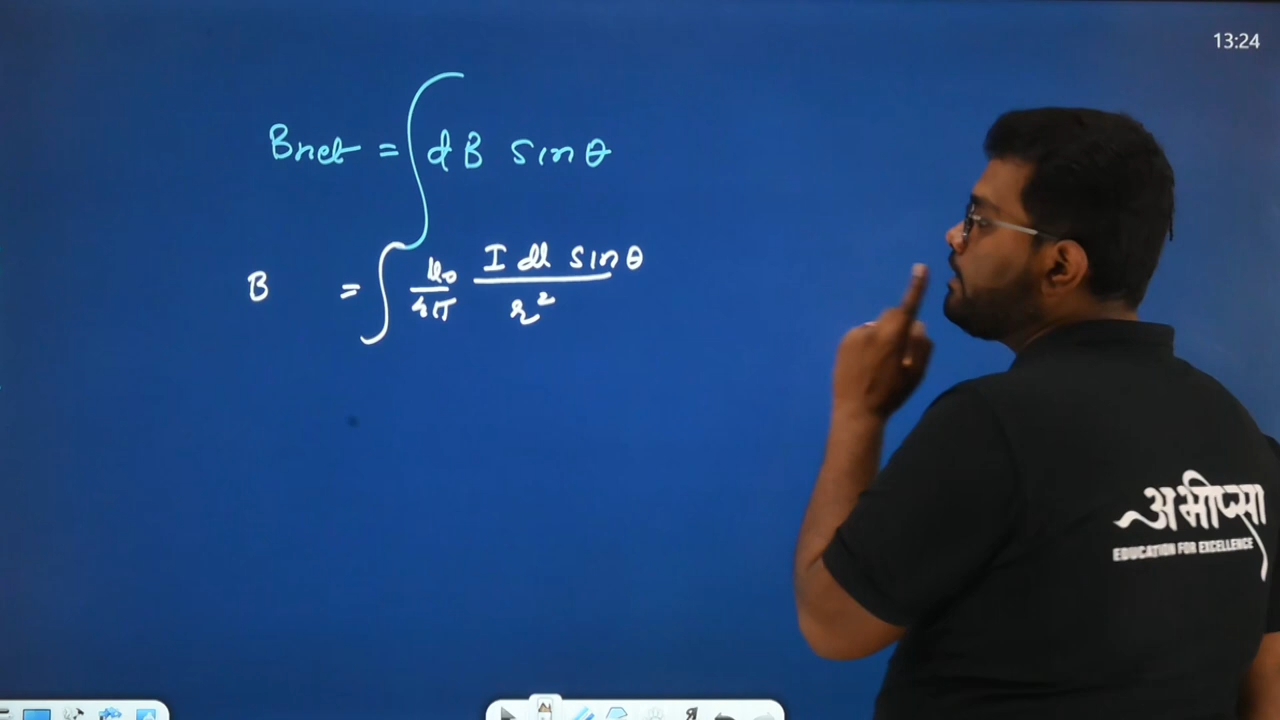 13:24
Bnet = ∫ dB sinθ
B = ∫ μ₀/4π I dl sinθ/r²
अभीप्सा
EDUCATION FOR EXCELLENCE